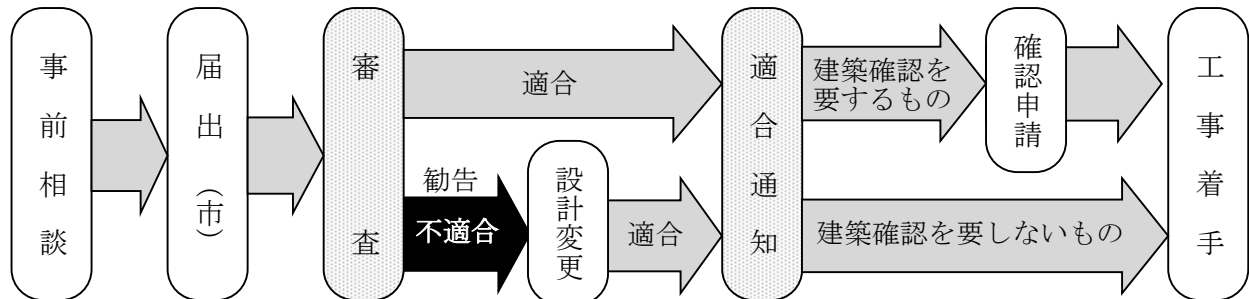 事前相談
届出（市）
審査
適合
勧告
不適合
設計変更
適合
適合通知
建築確認を
要するもの
確認申請
建築確認を要しないもの
工事着手